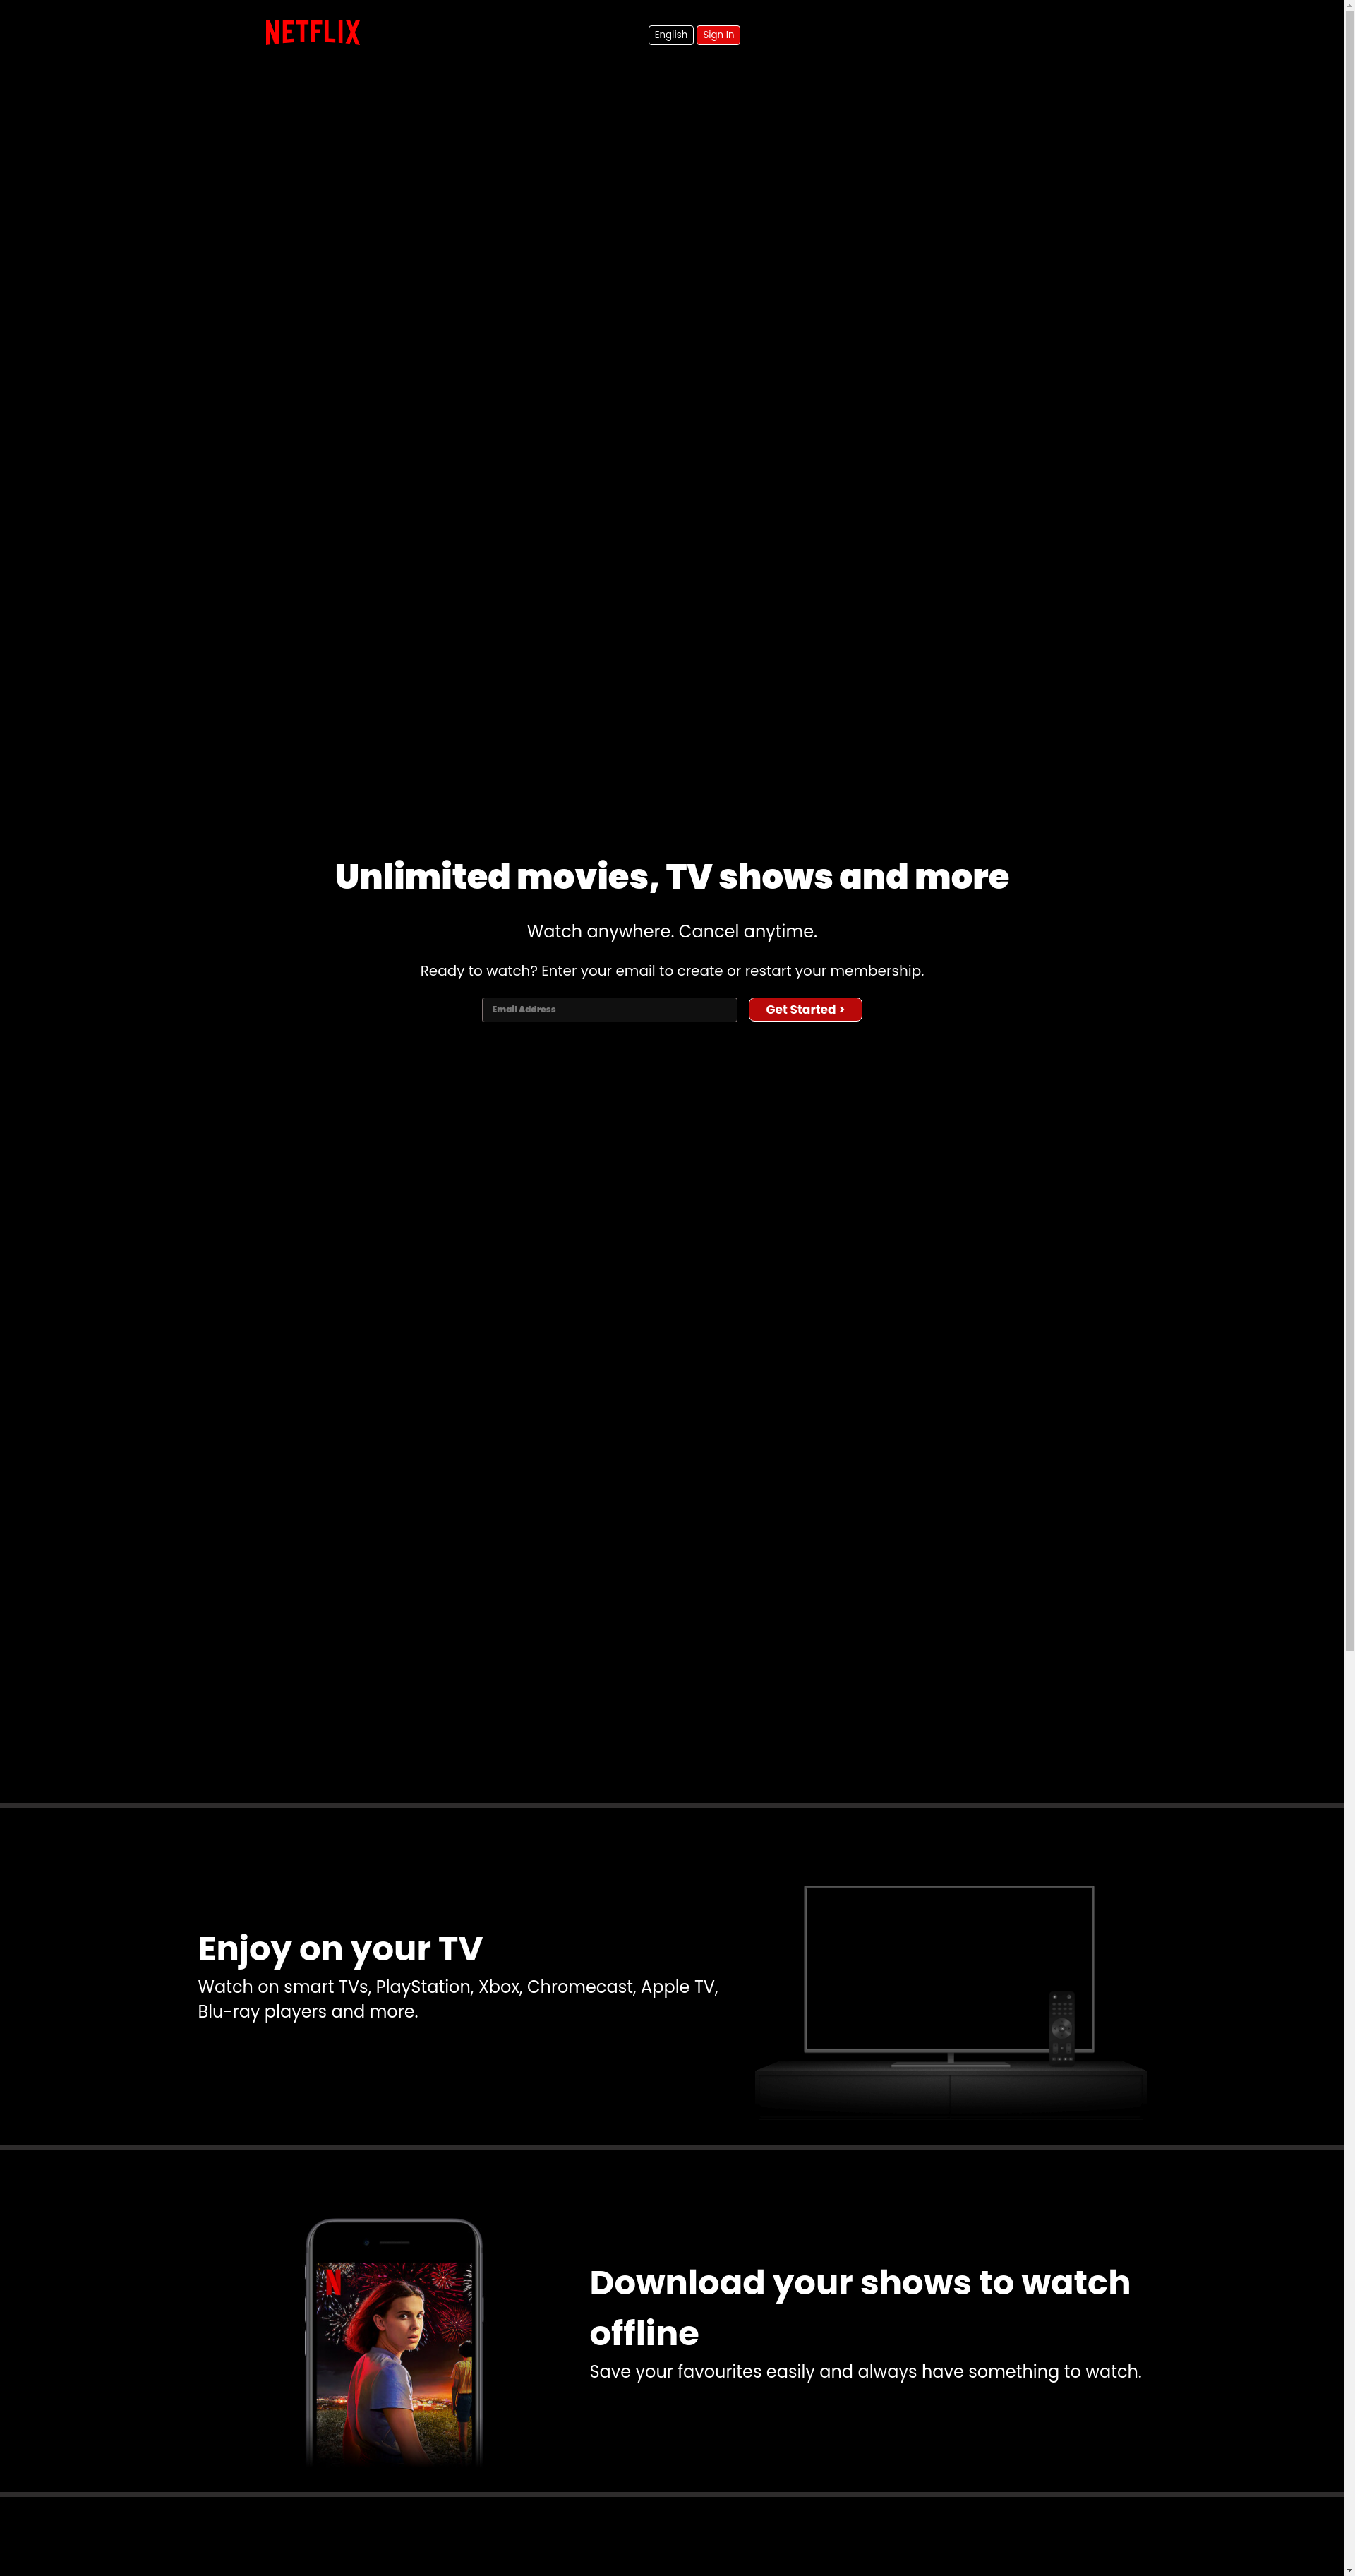 NETFLIX
English Sign In
Unlimited movies, TV shows and more
Watch anywhere. Cancel anytime.
Ready to watch? Enter your email to create or restart your membership.
Email Address Get Started >
Enjoy on your TV
Watch on smart TVs, PlayStation, Xbox, Chromecast, Apple TV,
Blu-ray players and more.
N
Download your shows to watch
offline
Save your favourites easily and always have something to watch.